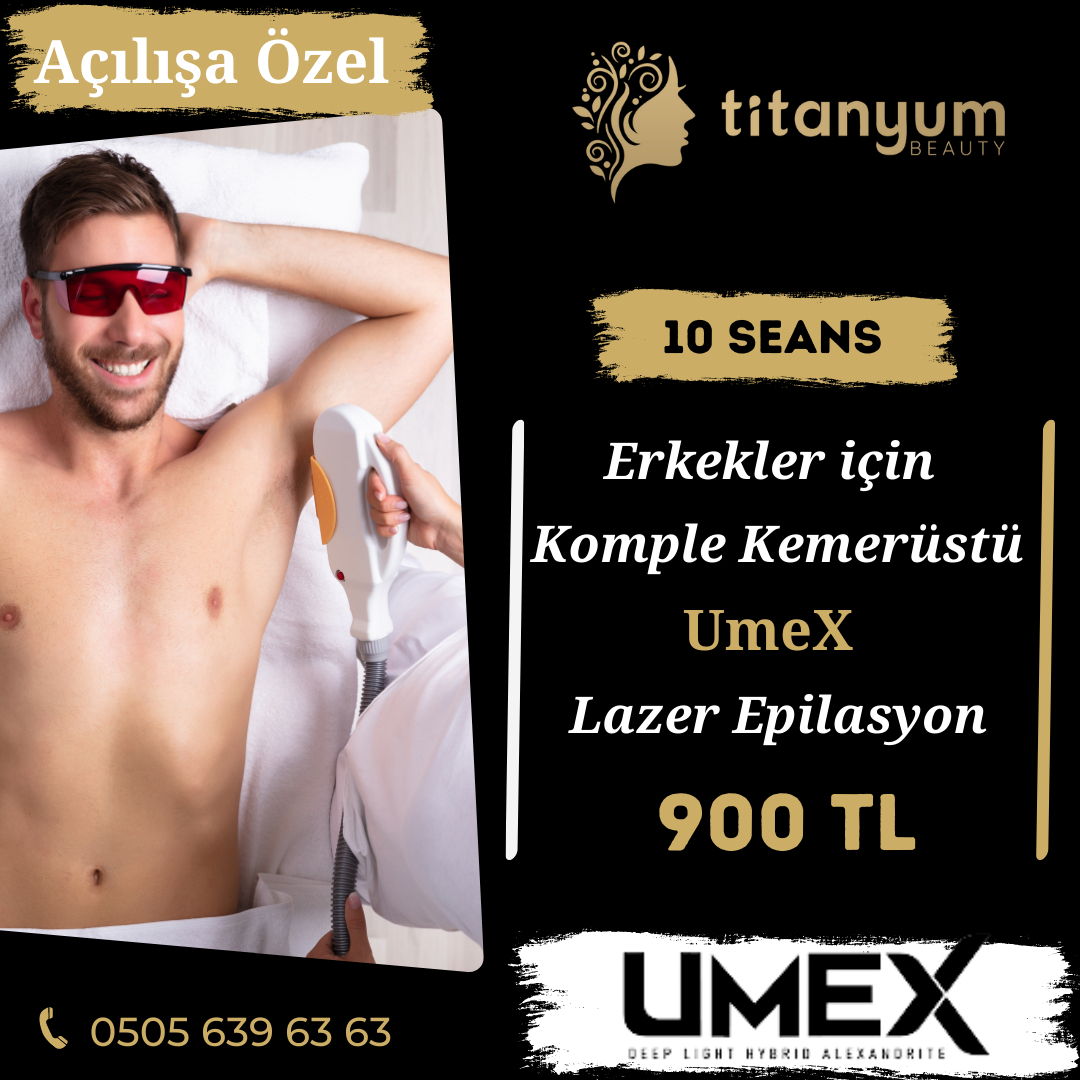 Açılışa Özel
titanyum
BEAUTY
10 SEANS
Erkekler için
Komple Kemerüstü
UmeX
Lazer Epilasyon
900 TL
UMEX
DEEP LIGHT HYBRID ALEXANDRITE
0505 639 63 63